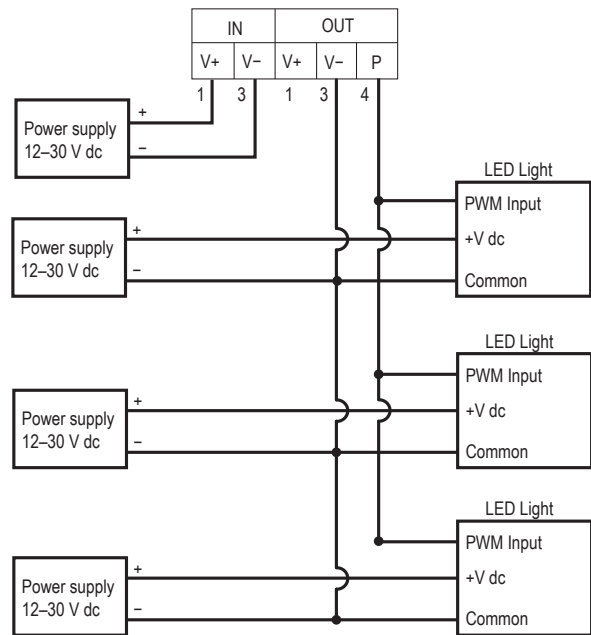 IN OUT
V+ V− V+ V− P
1 3 1 3 4
+
Power supply
12–30 V dc
−
LED Light
PWM Input
+
Power supply
12–30 V dc
+V dc
−
Common
LED Light
PWM Input
+
Power supply
12–30 V dc
+V dc
−
Common
LED Light
PWM Input
+
Power supply
12–30 V dc
+V dc
−
Common